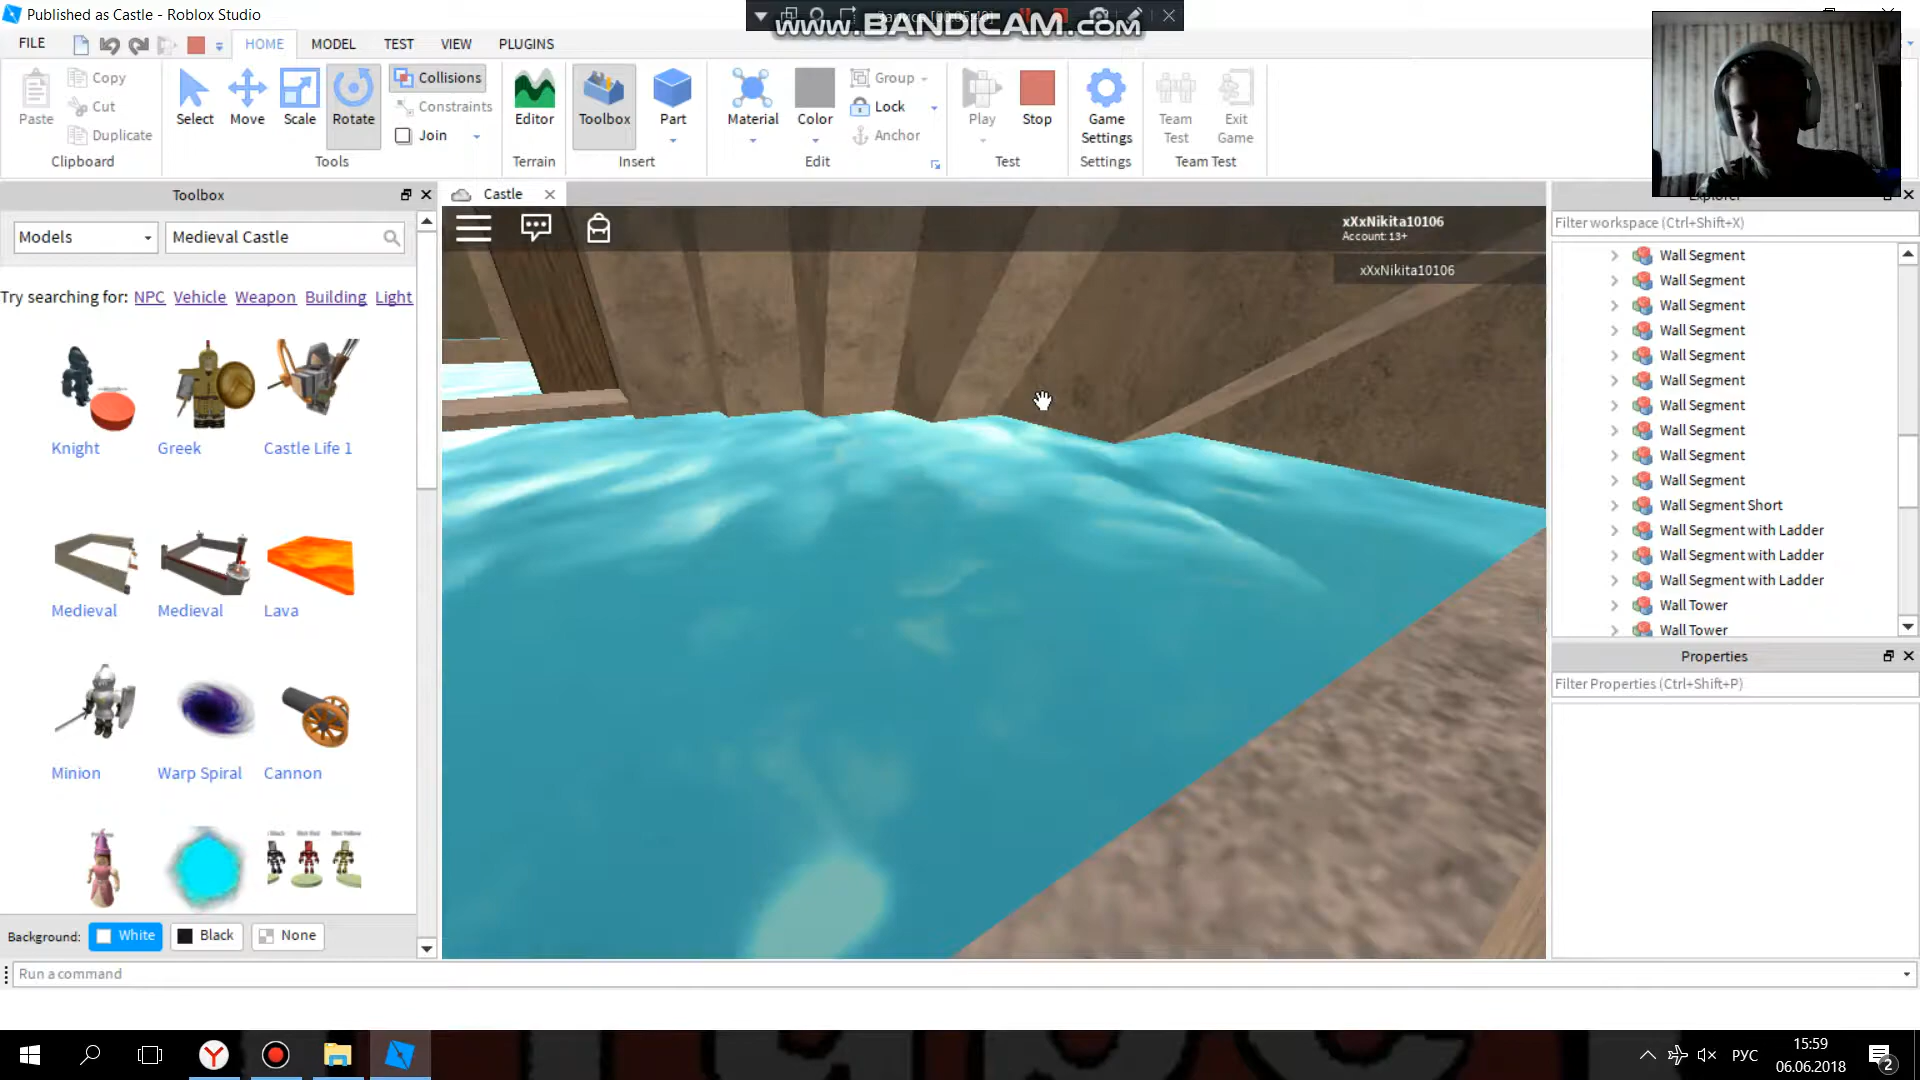 Published as Castle - Roblox Studio
www.BANDICAM.com
FILE
HOME
MODEL
TEST
VIEW
PLUGINS
Paste
Copy
Cut
Duplicate
Clipboard
Select
Move
Scale
Rotate
Collisions
Constraints
Join
Tools
Editor
Terrain
Toolbox
Part
Insert
Material
Color
Group
Lock
Anchor
Edit
Play
Stop
Test
Game
Settings
Settings
Team
Test
Exit
Game
Team Test
Toolbox
Castle
Models
Medieval Castle
Try searching for: NPC Vehicle Weapon Building Light
Knight
Greek
Castle Life 1
Medieval
Medieval
Lava
Minion
Warp Spiral
Cannon
Background:
White
Black
None
Run a command
xXxNikita10106
Account: 13+
xXxNikita10106
Explorer
Filter workspace (Ctrl+Shift+X)
Wall Segment
Wall Segment
Wall Segment
Wall Segment
Wall Segment
Wall Segment
Wall Segment
Wall Segment
Wall Segment
Wall Segment
Wall Segment Short
Wall Segment with Ladder
Wall Segment with Ladder
Wall Segment with Ladder
Wall Tower
Wall Tower
Properties
Filter Properties (Ctrl+Shift+P)
РУС
15:59
06.06.2018
2